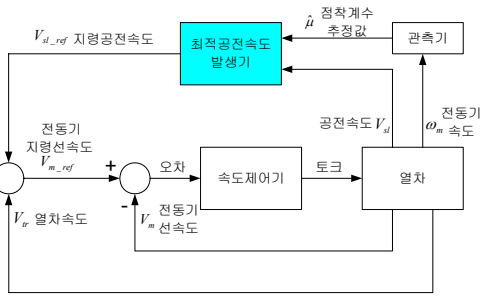 V_sl_ref 지령공전속도
최적공전속도
발생기
μ̂ 점착계수
추정값
관측기
공전속도 V_sl
ω_m 전동기
속도
전동기
지령선속도
V_m_ref
+
-
오차
속도제어기
토크
열차
V_m 전동기
선속도
V_tr 열차속도